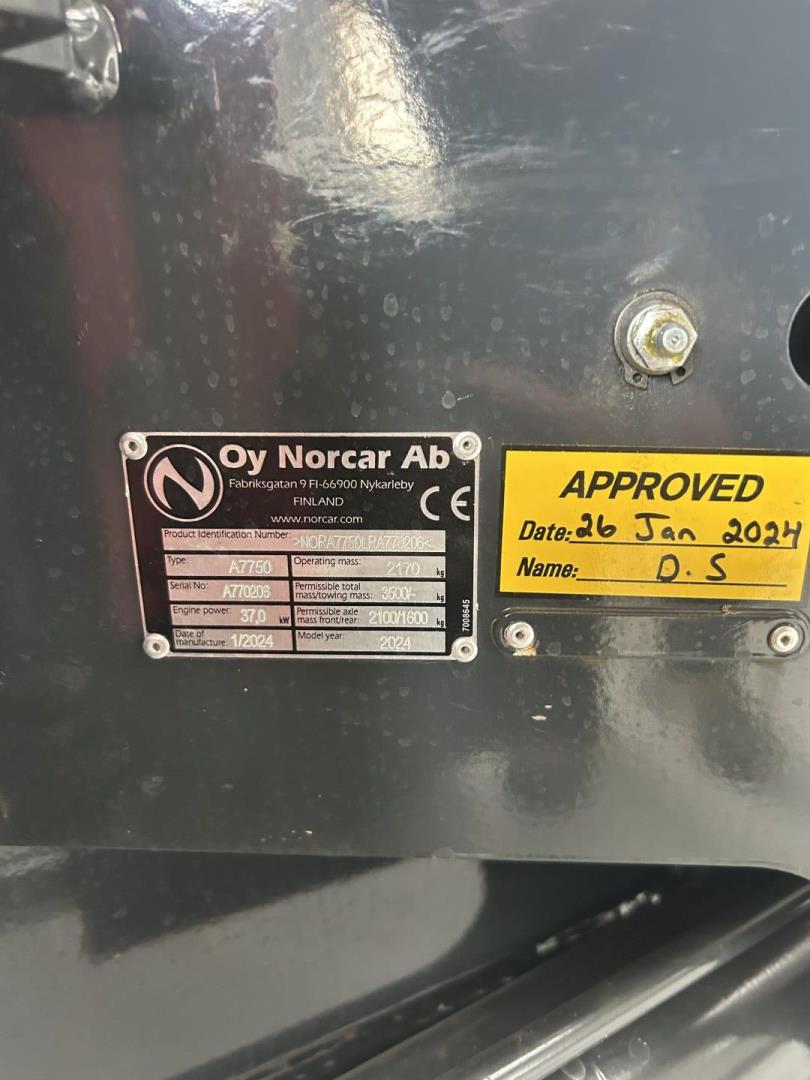 Oy Norcar Ab
Fabriksgatan 9 FI-66900 Nykarleby
FINLAND
www.norcar.com
CE
Product Identification Number: >NORA7750LRA770206<
Type: A7750 Operating mass: 2170 kg
Serial No: A770206 Permissible total mass/towing mass: 3500/- kg
Engine power: 37,0 kW Permissible axle mass front/rear: 2100/1600 kg
Date of manufacture: 1/2024 Model year: 2024
7008645
APPROVED
Date: 26 Jan 2024
Name: D.S